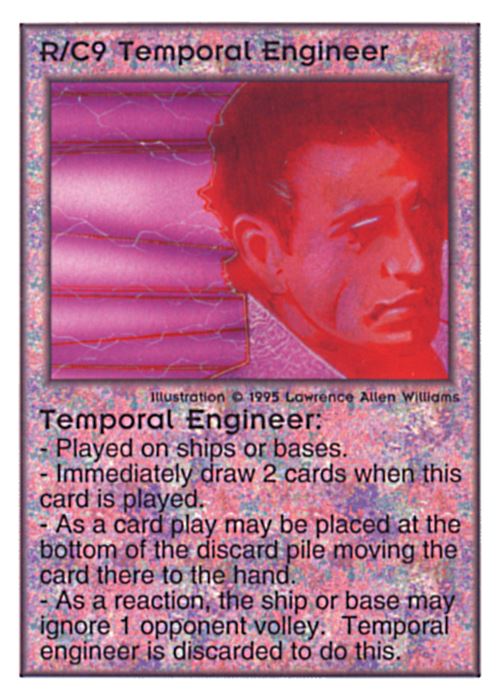 R/C9 Temporal Engineer
Illustration © 1995 Lawrence Allen Williams
Temporal Engineer:
- Played on ships or bases.
- Immediately draw 2 cards when this
card is played.
- As a card play may be placed at the
bottom of the discard pile moving the
card there to the hand.
- As a reaction, the ship or base may
ignore 1 opponent volley. Temporal
engineer is discarded to do this.